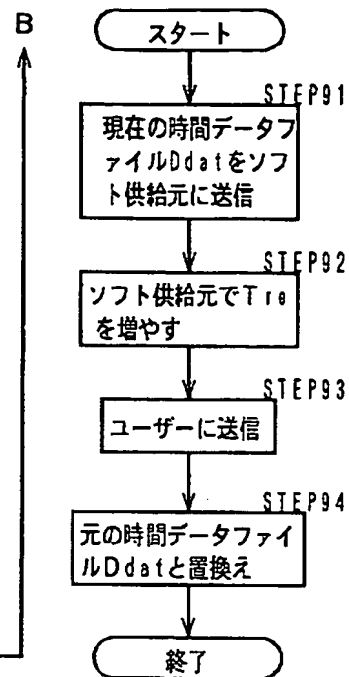 B
スタート
STEP91
現在の時間データフ
ァイルDdatをソフ
ト供給元に送信
STEP92
ソフト供給元でTre
を増やす
STEP93
ユーザーに送信
STEP94
元の時間データファイ
ルDdatと置換え
終了